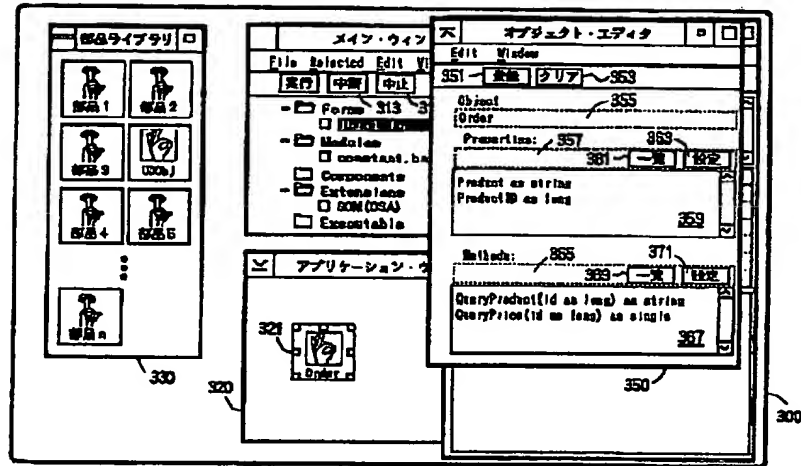 部品ライブラリ
部品 1
部品 2
部品 3
UDObj
部品 4
部品 5
部品 n
330
メイン・ウィン
File Selected Edit Vi
実行 中断 中止
313
Forms
Modules
constant.ba
Components
Extensions
SOM(DSA)
Executable
アプリケーション・ウ
321
Order
320
オブジェクト・エディタ
Edit Window
351 登録 クリア 353
Object 355
Order
Properties: 357 363
361 一覧 設定
Product as string
ProductID as long
359
Methods: 365 371
369 一覧 設定
QueryProduct(id as long) as string
QueryPrice(id as long) as single
367
350
300